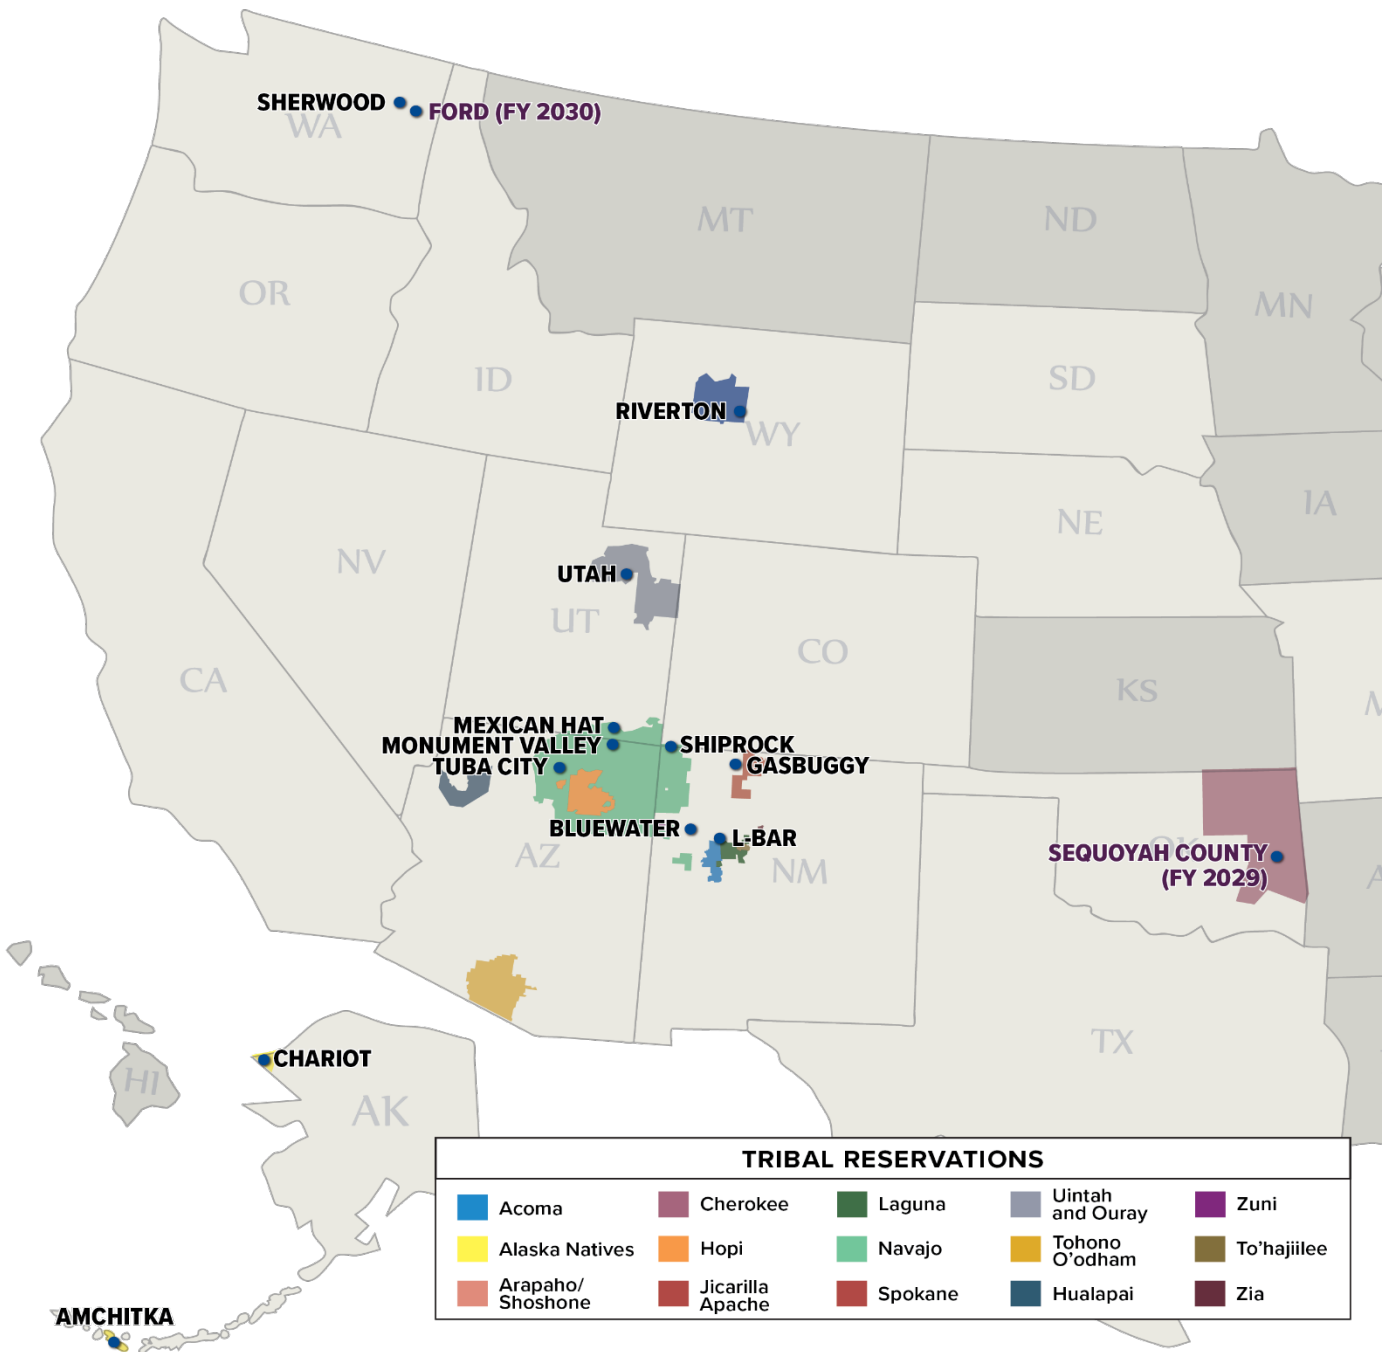 SHERWOOD
FORD (FY 2030)
WA
MT
ND
MN
OR
ID
SD
RIVERTON
WY
IA
NE
NV
UTAH
UT
CO
CA
KS
MEXICAN HAT
MONUMENT VALLEY
SHIPROCK
TUBA CITY
GASBUGGY
BLUEWATER
L-BAR
AZ
NM
OK
SEQUOYAH COUNTY
(FY 2029)
TX
HI
CHARIOT
AK
AMCHITKA
TRIBAL RESERVATIONS
Acoma
Alaska Natives
Arapaho/
Shoshone
Cherokee
Hopi
Jicarilla
Apache
Laguna
Navajo
Spokane
Uintah
and Ouray
Tohono
O'odham
Hualapai
Zuni
To'hajiilee
Zia